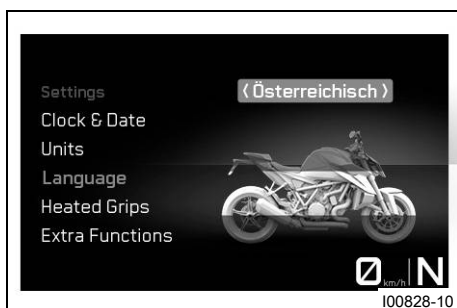 Settings
⟨ Österreichisch ⟩
Clock & Date
Units
Language
Heated Grips
Extra Functions
0 km/h N
I00828-10